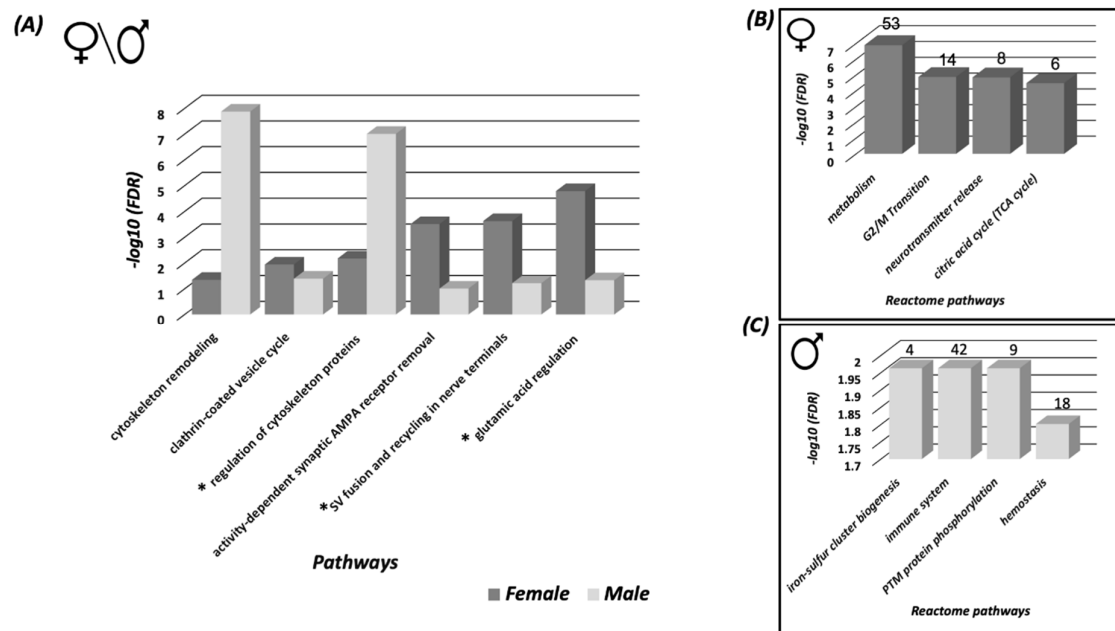 (A)
-log10 (FDR)
8
7
6
5
4
3
2
1
0
cytoskeleton remodeling
clathrin-coated vesicle cycle
* regulation of cytoskeleton proteins
activity-dependent synaptic AMPA receptor removal
*SV fusion and recycling in nerve terminals
* glutamic acid regulation
Pathways
Female Male
(B)
-log10 (FDR)
7
6
5
4
3
2
1
0
53
14
8
6
metabolism
G2/M Transition
neurotransmitter release
citric acid cycle (TCA cycle)
Reactome pathways
(C)
-log10 (FDR)
2
1.95
1.9
1.85
1.8
1.75
1.7
4
42
9
18
iron-sulfur cluster biogenesis
immune system
PTM protein phosphorylation
hemostasis
Reactome pathways